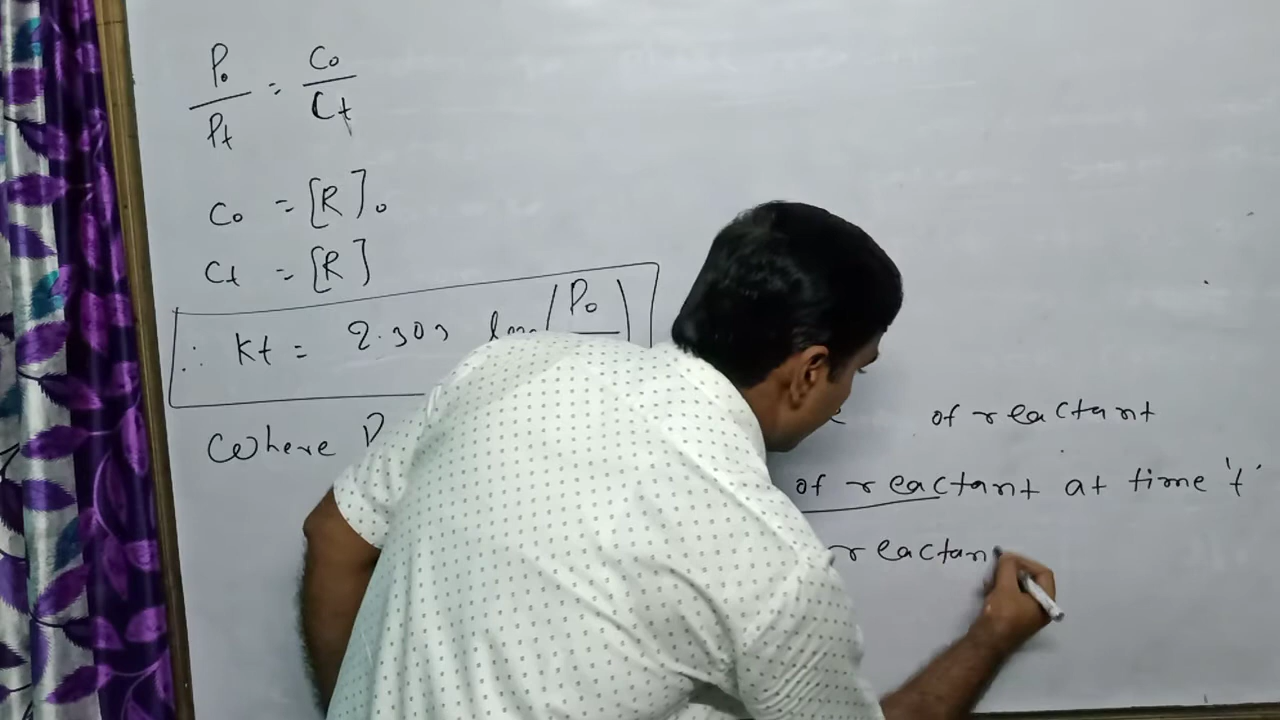 P₀/Pt = C₀/Ct
C₀ = [R]₀
Ct = [R]
∴ Kt = 2.303 log (P₀
Where P of reactant
of reactant at time 't'
reactan